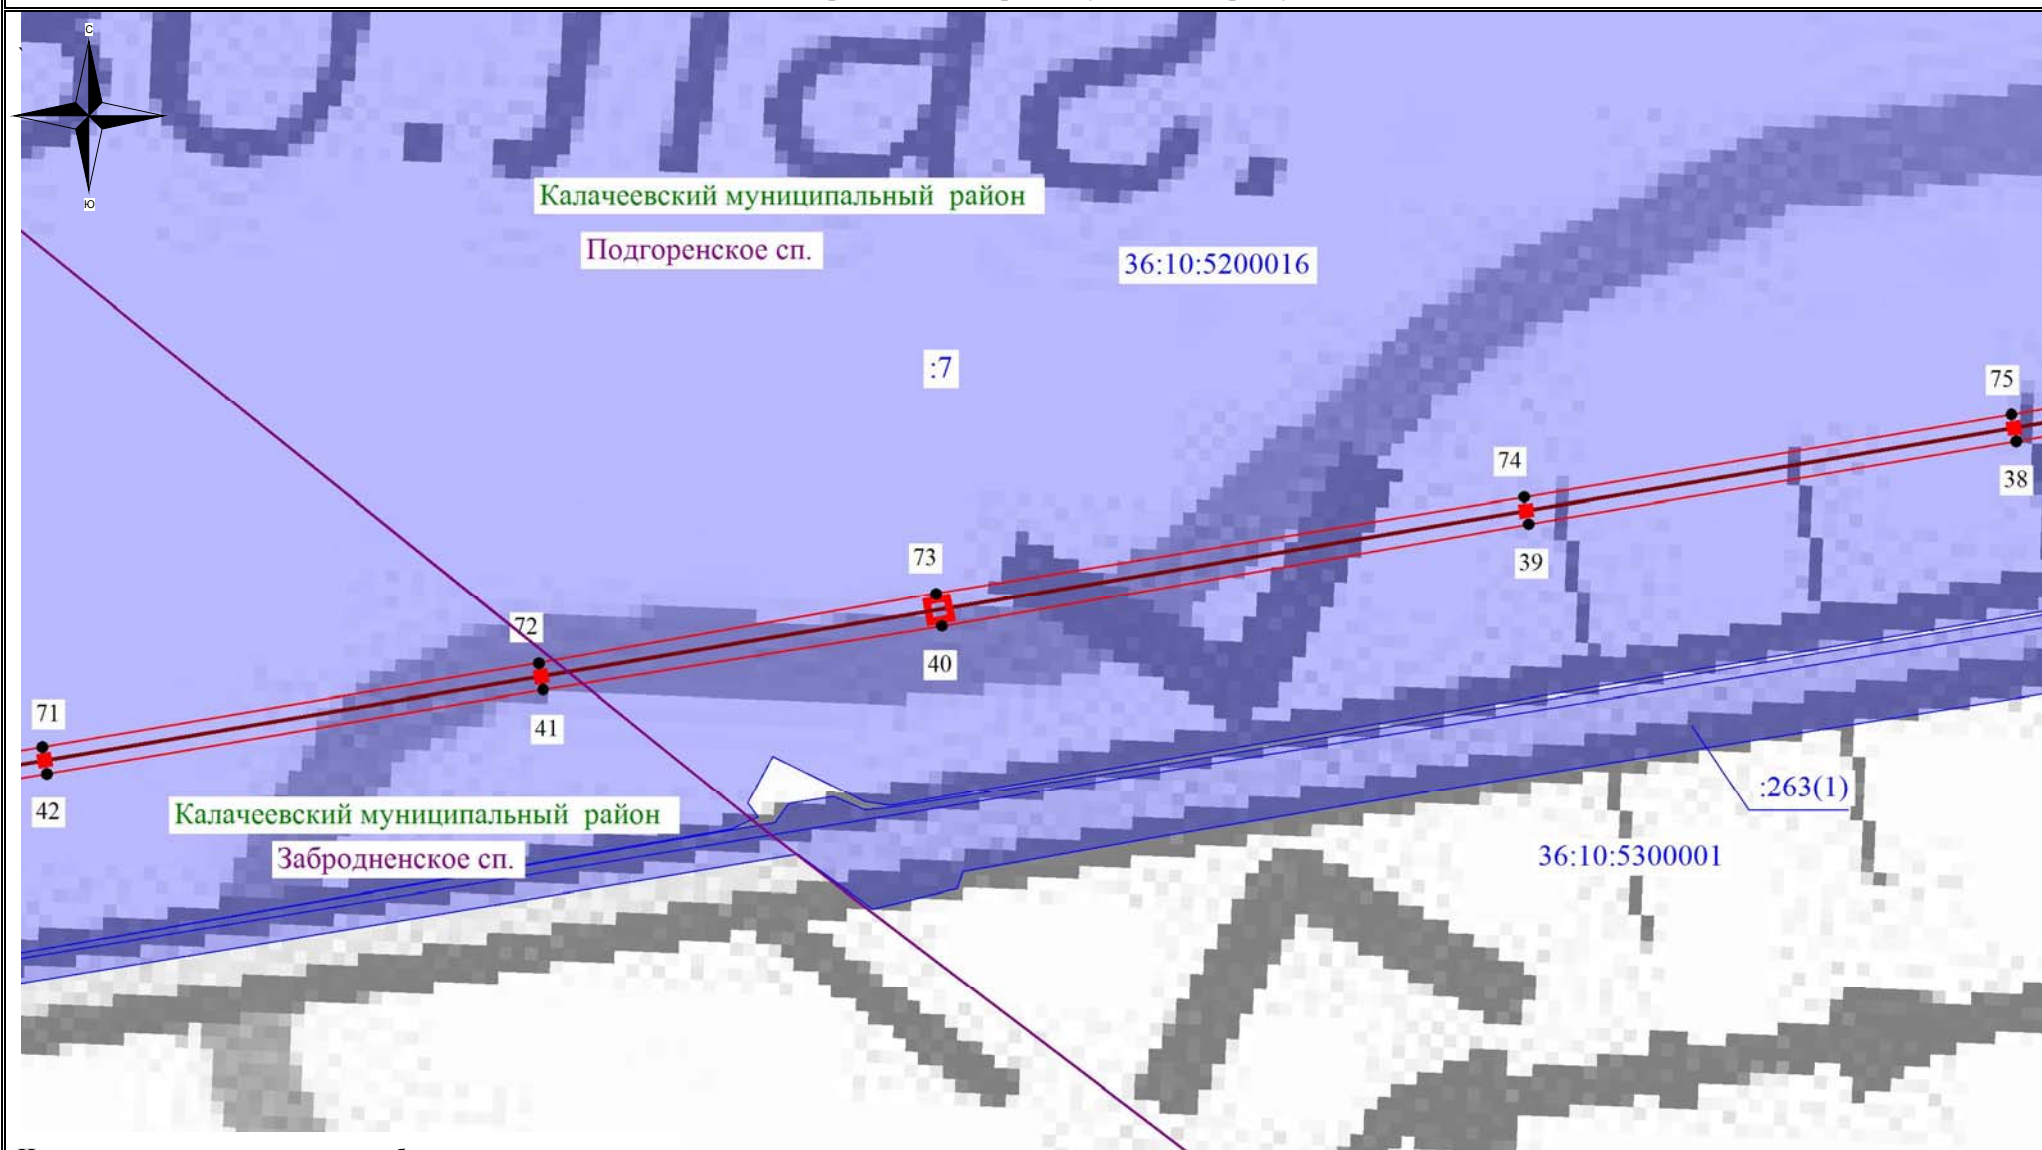 С
Ю
Калачеевский муниципальный район
Подгоренское сп.
36:10:5200016
:7
75
38
74
39
73
40
72
41
71
42
:263(1)
Калачеевский муниципальный район
Забродненское сп.
36:10:5300001